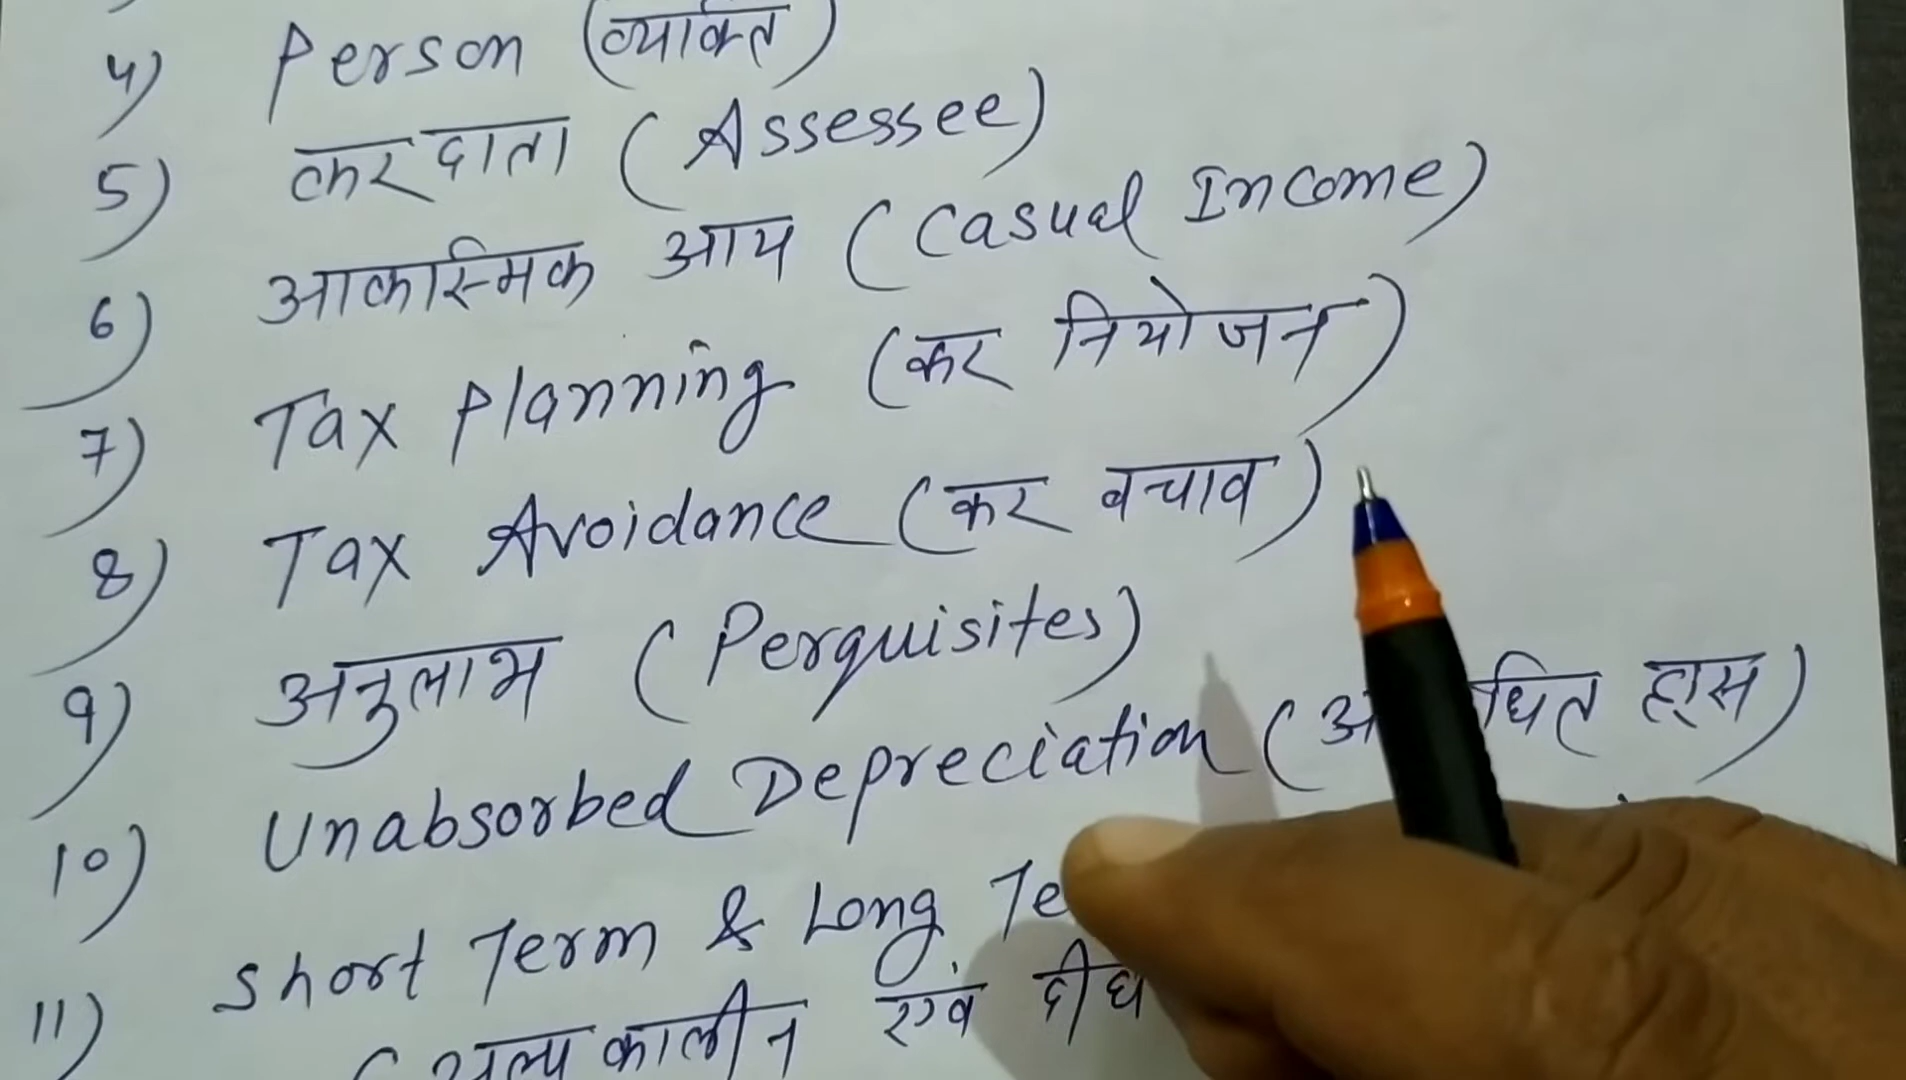 4) Person (व्यक्ति)
5) करदाता (Assessee)
6) आकस्मिक आय (Casual Income)
7) Tax Planning (कर नियोजन)
8) Tax Avoidance (कर बचाव)
9) अनुलाभ (Perquisites)
10) Unabsorbed Depreciation ( ह्रास)
11) Short Term & Long
(अल्पकालीन एवं